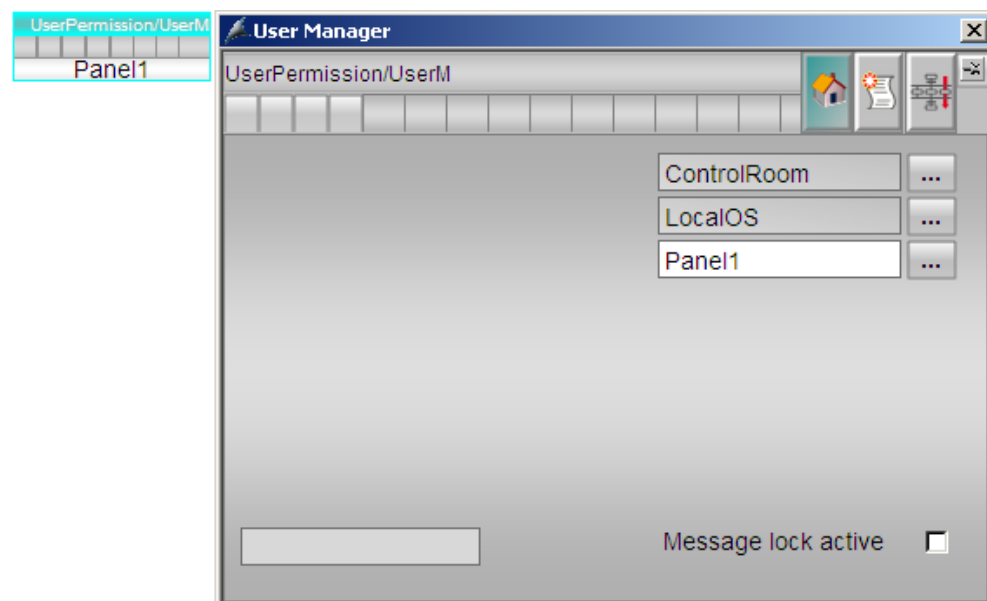 UserPermission/UserM
Panel1
User Manager
UserPermission/UserM
ControlRoom
...
LocalOS
...
Panel1
...
Message lock active